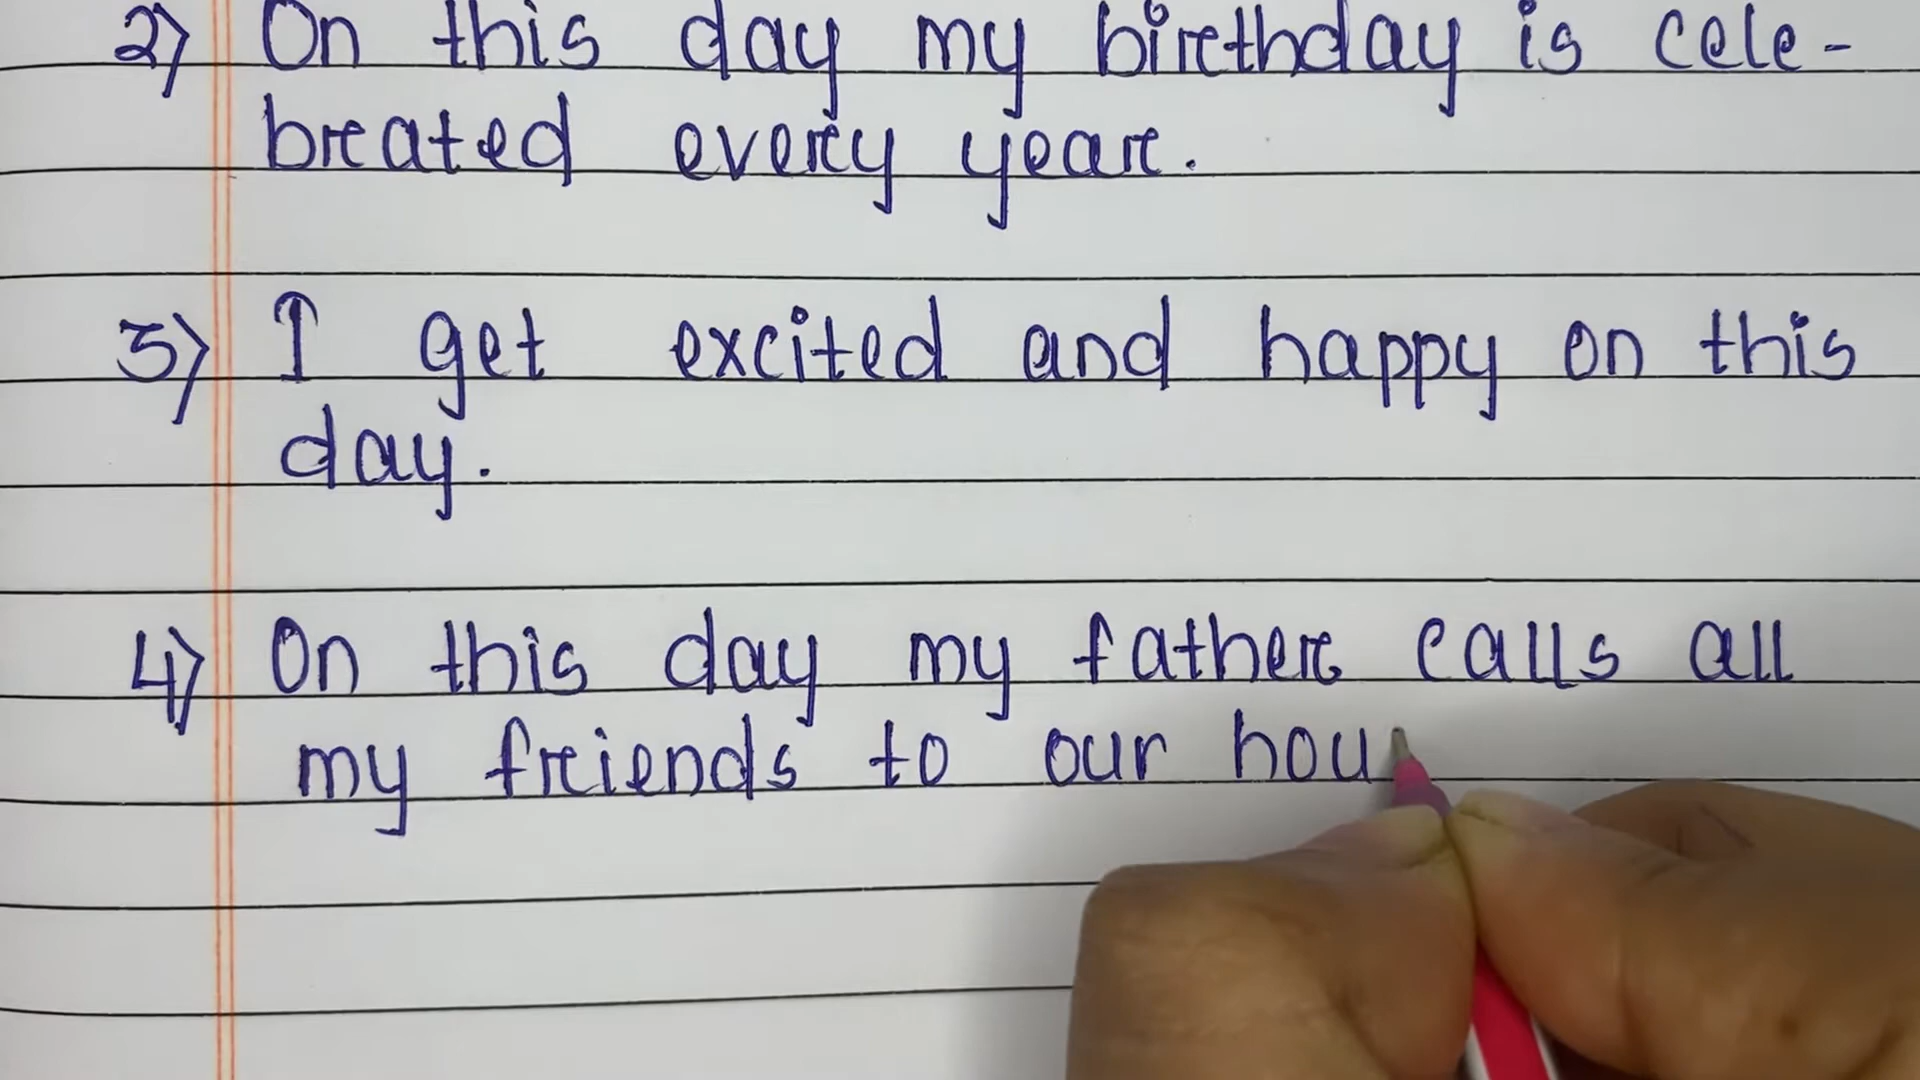 2) On this day my birthday is cele-
brated every year.
3) I get excited and happy on this
day.
4) On this day my father calls all
my friends to our hou